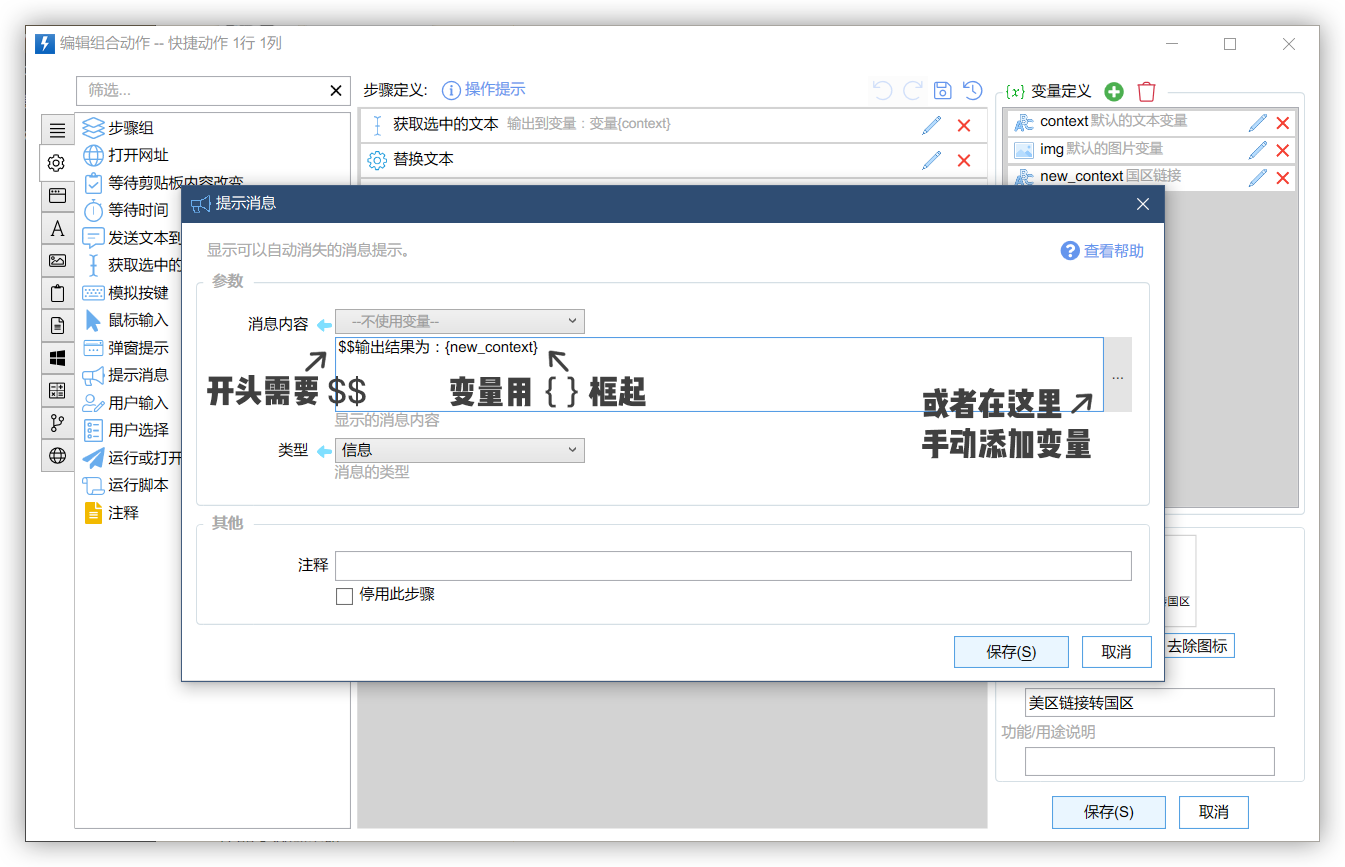 编辑组合动作 -- 快捷动作 1行 1列
筛选...
步骤定义: 操作提示
{x} 变量定义
步骤组
打开网址
等待剪贴板内容改变
等待时间
发送文本到
获取选中的
模拟按键
鼠标输入
弹窗提示
提示消息
用户输入
用户选择
运行或打开
运行脚本
注释
获取选中的文本 输出到变量：变量{context}
替换文本
context 默认的文本变量
img 默认的图片变量
new_context 国区链接
提示消息
显示可以自动消失的消息提示。
查看帮助
参数
消息内容
--不使用变量--
$$输出结果为：{new_context}
...
开头需要 $$
变量用 { } 框起
或者在这里
手动添加变量
显示的消息内容
类型
信息
消息的类型
其他
注释
停用此步骤
保存(S)
取消
国区
去除图标
美区链接转国区
功能/用途说明
保存(S)
取消